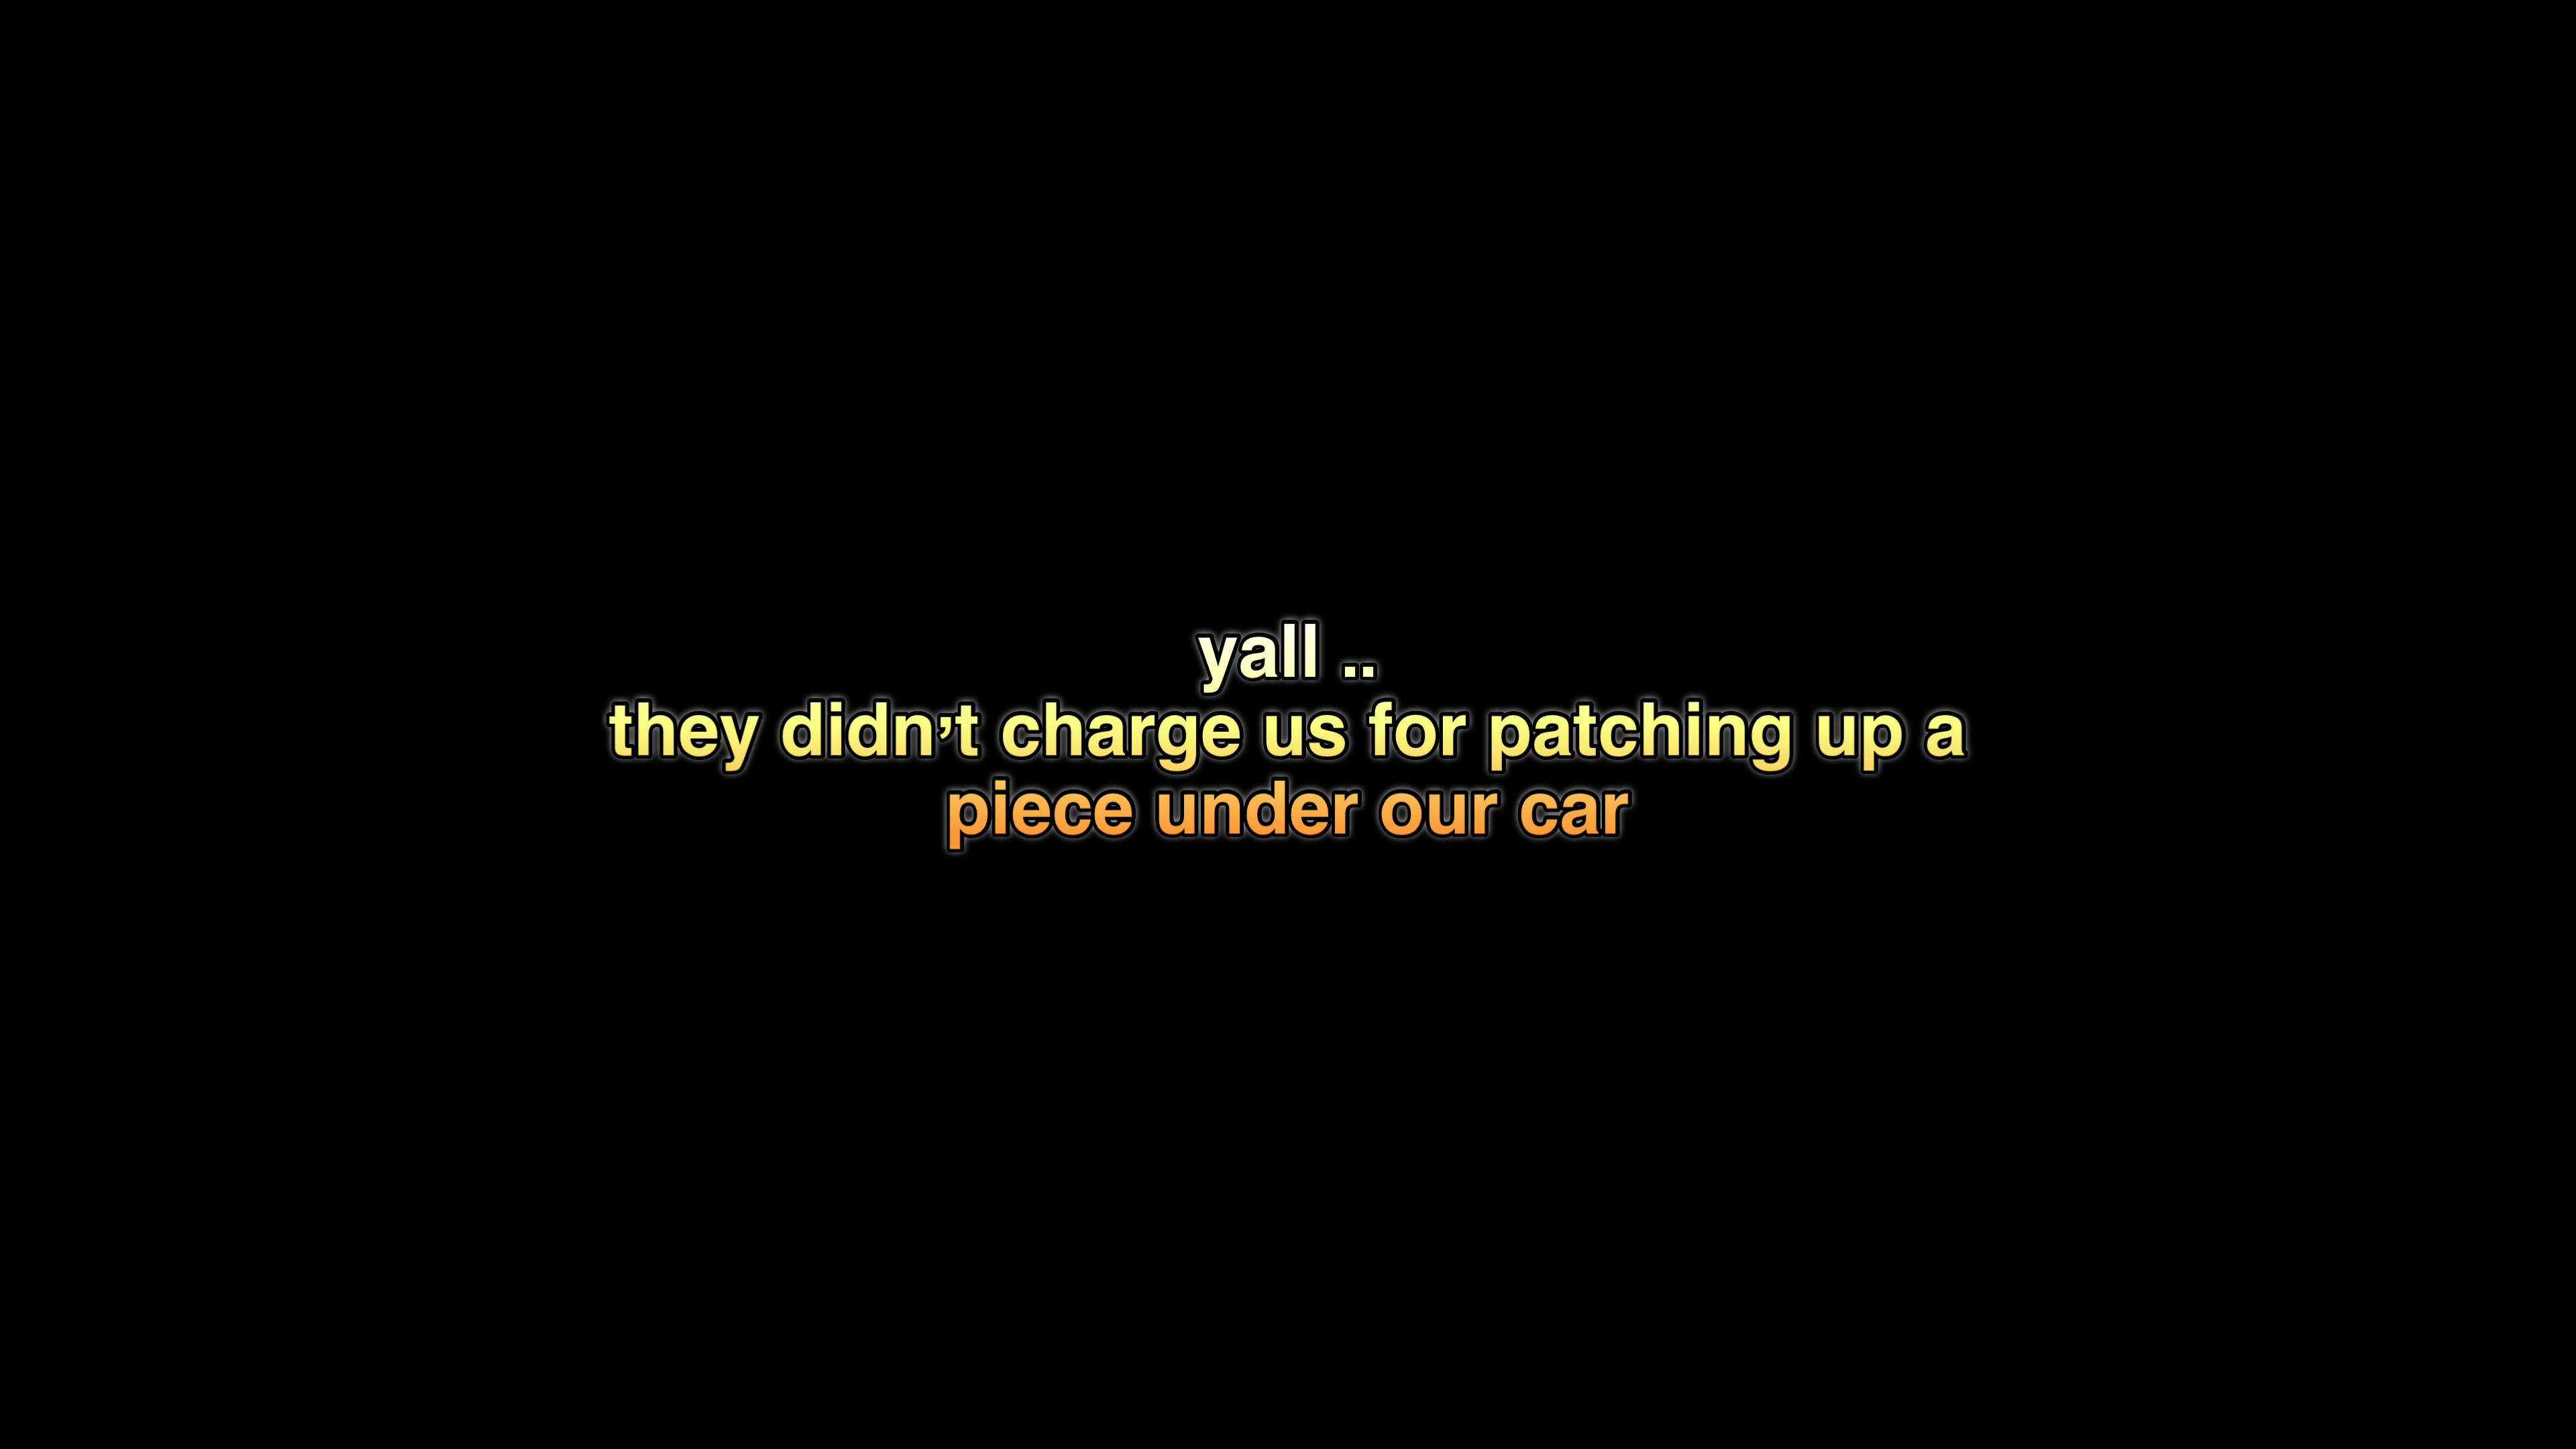 yall ..
they didn't charge us for patching up a
piece under our car